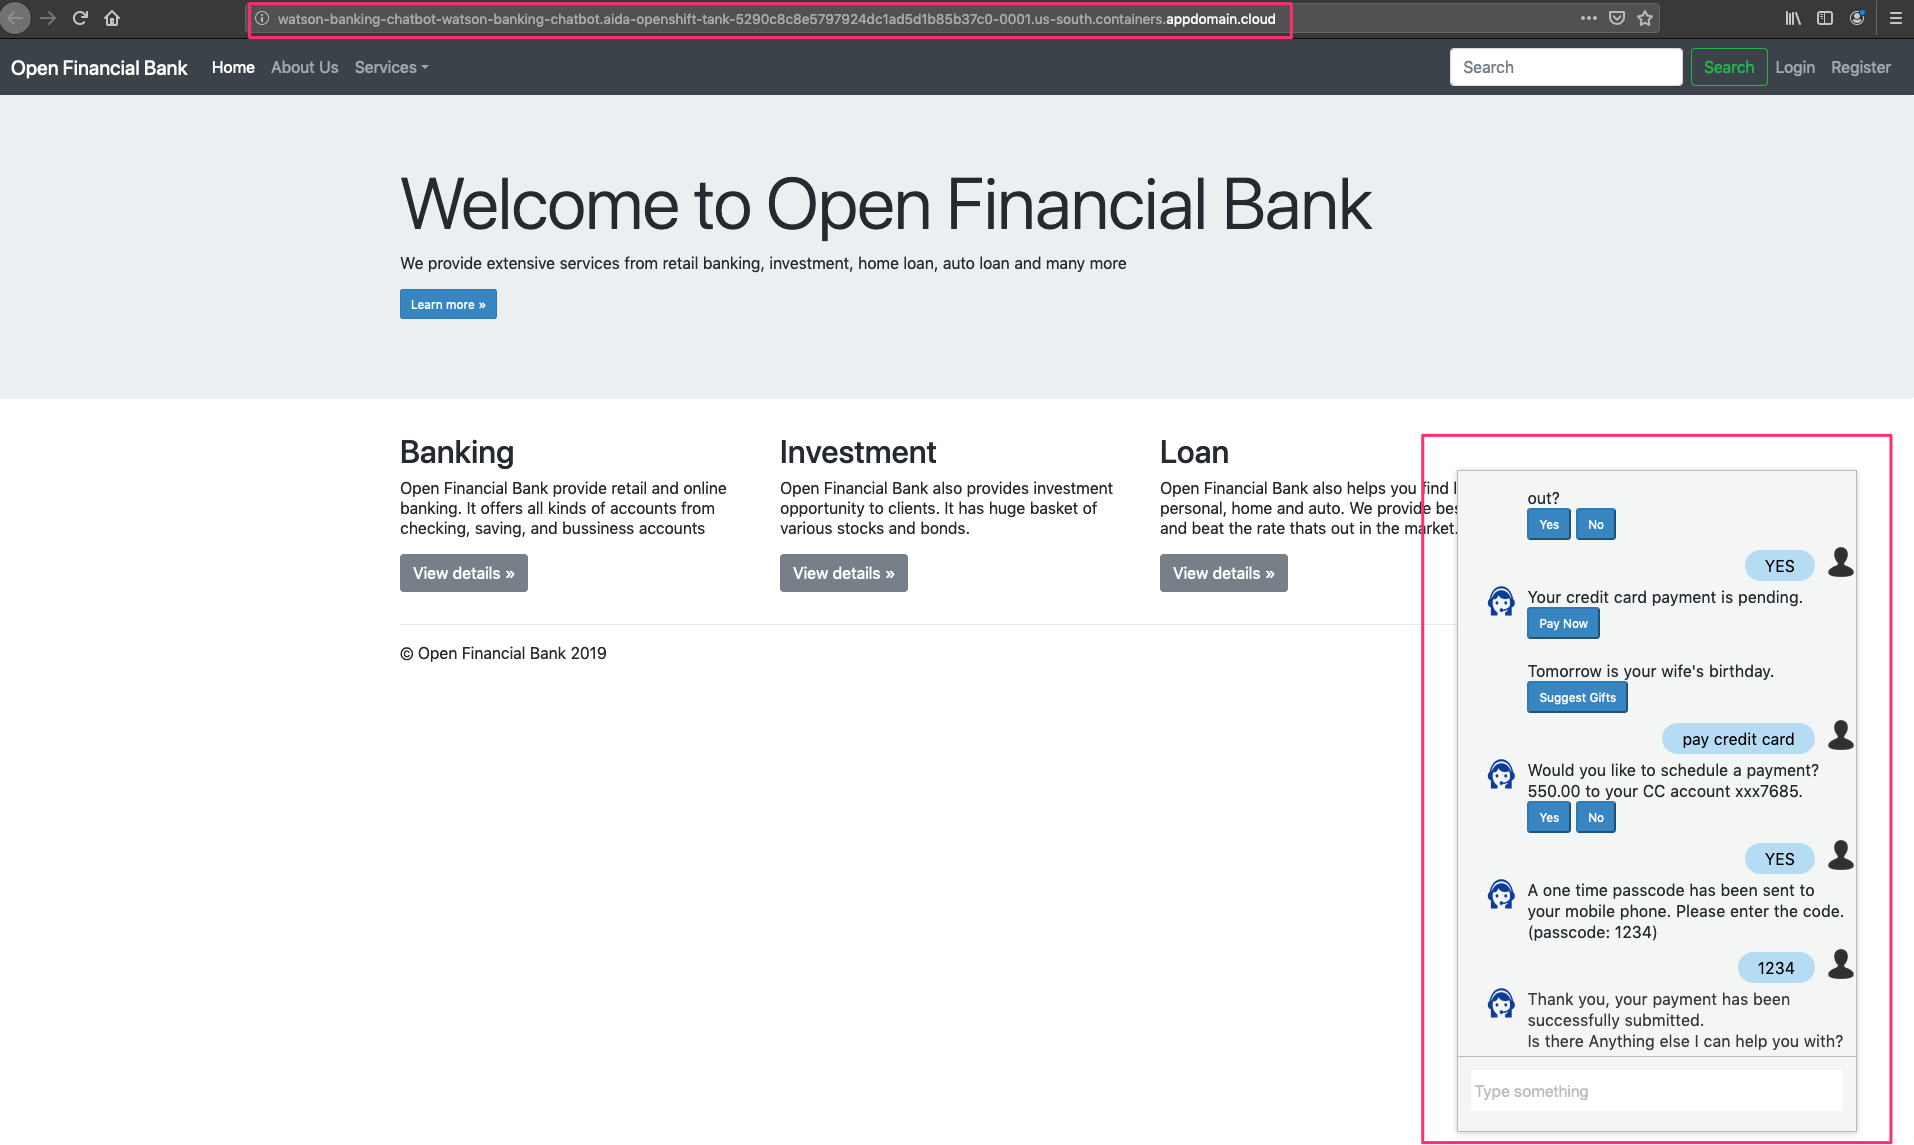 watson-banking-chatbot-watson-banking-chatbot.aida-openshift-tank-5290c8c8e5797924dc1ad5d1b85b37c0-0001.us-south.containers.appdomain.cloud
Open Financial Bank Home About Us Services Search Search Login Register
Welcome to Open Financial Bank
We provide extensive services from retail banking, investment, home loan, auto loan and many more
Learn more »
Banking
Open Financial Bank provide retail and online
banking. It offers all kinds of accounts from
checking, saving, and bussiness accounts
View details »
Investment
Open Financial Bank also provides investment
opportunity to clients. It has huge basket of
various stocks and bonds.
View details »
Loan
Open Financial Bank also helps you find
personal, home and auto. We provide
and beat the rate thats out in the market.
View details »
© Open Financial Bank 2019
out?
Yes No
YES
Your credit card payment is pending.
Pay Now
Tomorrow is your wife's birthday.
Suggest Gifts
pay credit card
Would you like to schedule a payment?
550.00 to your CC account xxx7685.
Yes No
YES
A one time passcode has been sent to
your mobile phone. Please enter the code.
(passcode: 1234)
1234
Thank you, your payment has been
successfully submitted.
Is there Anything else I can help you with?
Type something